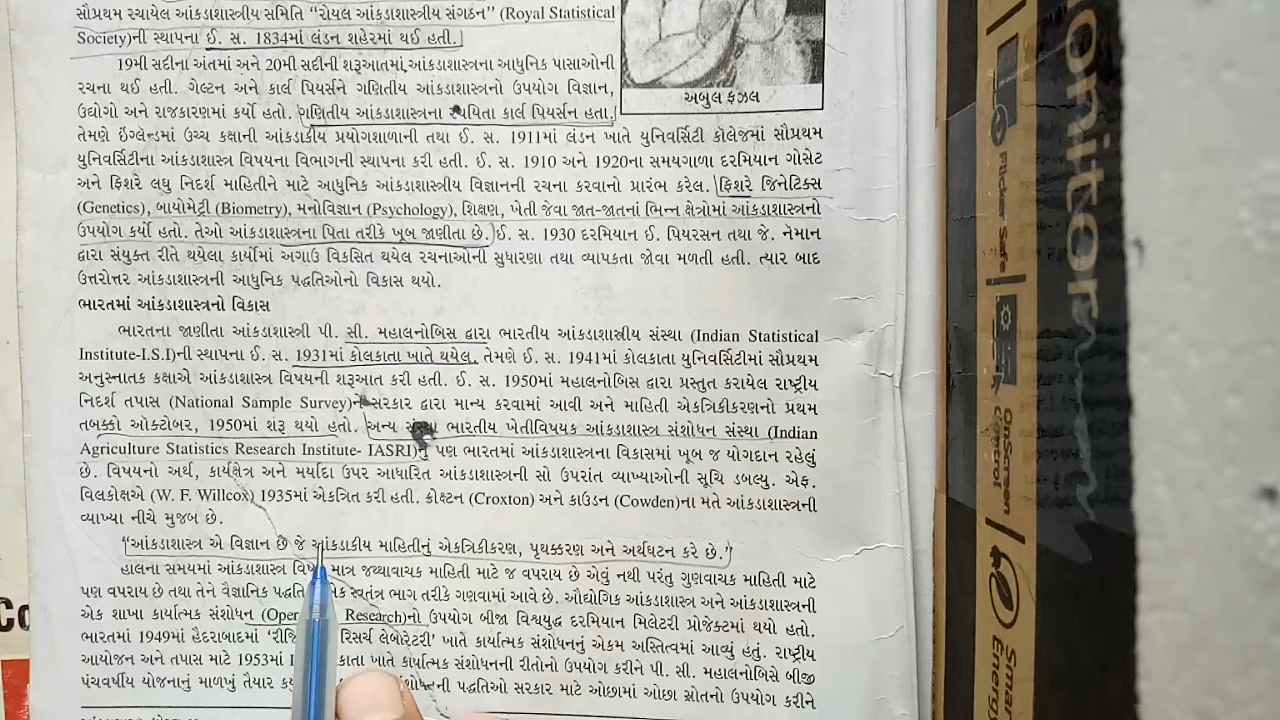 સૌપ્રથમ રચાયેલ આંકડાશાસ્ત્રીય સમિતિ “રોયલ આંકડાશાસ્ત્રીય સંગઠન” (Royal Statistical
Society)ની સ્થાપના ઈ. સ. 1834માં લંડન શહેરમાં થઈ હતી.
19મી સદીના અંતમાં અને 20મી સદીની શરૂઆતમાં આંકડાશાસ્ત્રના આધુનિક પાસાઓની
રચના થઈ હતી. ગેલ્ટન અને કાર્લ પિયર્સને ગણિતીય આંકડાશાસ્ત્રનો ઉપયોગ વિજ્ઞાન,
ઉદ્યોગો અને રાજકારણમાં કર્યો હતો. ગણિતીય આંકડાશાસ્ત્રના રચયિતા કાર્લ પિયર્સન હતા.
અબુલ ફઝલ
તેમણે ઇંગ્લેન્ડમાં ઉચ્ચ કક્ષાની આંકડાકીય પ્રયોગશાળાની તથા ઈ. સ. 1911માં લંડન ખાતે યુનિવર્સિટી કૉલેજમાં સૌપ્રથમ
યુનિવર્સિટીના આંકડાશાસ્ત્ર વિષયના વિભાગની સ્થાપના કરી હતી. ઈ. સ. 1910 અને 1920ના સમયગાળા દરમિયાન ગોસેટ
અને ફિશરે લઘુ નિદર્શ માહિતીને માટે આધુનિક આંકડાશાસ્ત્રીય વિજ્ઞાનની રચના કરવાનો પ્રારંભ કરેલ. ફિશરે જિનેટિક્સ
(Genetics), બાયોમેટ્રી (Biometry), મનોવિજ્ઞાન (Psychology), શિક્ષણ, ખેતી જેવા જાત-જાતનાં ભિન્ન ક્ષેત્રોમાં આંકડાશાસ્ત્રનો
ઉપયોગ કર્યો હતો. તેઓ આંકડાશાસ્ત્રના પિતા તરીકે ખૂબ જાણીતા છે. ઈ. સ. 1930 દરમિયાન ઈ. પિયરસન તથા જે. નેમાન
દ્વારા સંયુક્ત રીતે થયેલા કાર્યોમાં અગાઉ વિકસિત થયેલ રચનાઓની સુધારણા તથા વ્યાપકતા જોવા મળતી હતી. ત્યાર બાદ
ઉત્તરોત્તર આંકડાશાસ્ત્રની આધુનિક પદ્ધતિઓનો વિકાસ થયો.
ભારતમાં આંકડાશાસ્ત્રનો વિકાસ
ભારતના જાણીતા આંકડાશાસ્ત્રી પી. સી. મહાલનોબિસ દ્વારા ભારતીય આંકડાશાસ્ત્રીય સંસ્થા (Indian Statistical
Institute-I.S.I)ની સ્થાપના ઈ. સ. 1931માં કોલકાતા ખાતે થયેલ. તેમણે ઈ. સ. 1941માં કોલકાતા યુનિવર્સિટીમાં સૌપ્રથમ
અનુસ્નાતક કક્ષાએ આંકડાશાસ્ત્ર વિષયની શરૂઆત કરી હતી. ઈ. સ. 1950માં મહાલનોબિસ દ્વારા પ્રસ્તુત કરાયેલ રાષ્ટ્રીય
નિદર્શ તપાસ (National Sample Survey)ને સરકાર દ્વારા માન્ય કરવામાં આવી અને માહિતી એકત્રિકીકરણનો પ્રથમ
તબક્કો ઑક્ટોબર, 1950માં શરૂ થયો હતો. અન્ય સંસ્થા ભારતીય ખેતીવિષયક આંકડાશાસ્ત્ર સંશોધન સંસ્થા (Indian
Agriculture Statistics Research Institute- IASRI)નું પણ ભારતમાં આંકડાશાસ્ત્રના વિકાસમાં ખૂબ જ યોગદાન રહેલું
છે. વિષયનો અર્થ, કાર્યક્ષેત્ર અને મર્યાદા ઉપર આધારિત આંકડાશાસ્ત્રની સો ઉપરાંત વ્યાખ્યાઓની સૂચિ ડબલ્યુ. એફ.
વિલકોક્ષએ (W. F. Willcox) 1935માં એકત્રિત કરી હતી. ક્રોક્ષ્ટન (Croxton) અને કાઉડન (Cowden)ના મતે આંકડાશાસ્ત્રની
વ્યાખ્યા નીચે મુજબ છે.
“આંકડાશાસ્ત્ર એ વિજ્ઞાન છે જે આંકડાકીય માહિતીનું એકત્રિકીકરણ, પૃથક્કરણ અને અર્થઘટન કરે છે.”
હાલના સમયમાં આંકડાશાસ્ત્ર માત્ર જથ્થાવાચક માહિતી માટે જ વપરાય છે એવું નથી પરંતુ ગુણવાચક માહિતી માટે
પણ વપરાય છે તથા તેને વૈજ્ઞાનિક સ્વતંત્ર ભાગ તરીકે ગણવામાં આવે છે. ઔદ્યોગિક આંકડાશાસ્ત્ર અને આંકડાશાસ્ત્રની
એક શાખા કાર્યાત્મક સંશોધન Research)નો ઉપયોગ બીજા વિશ્વયુદ્ધ દરમિયાન મિલેટરી પ્રોજેક્ટમાં થયો હતો.
ભારતમાં 1949માં હૈદરાબાદમાં રિસર્ચ લેબોરેટરી’ ખાતે કાર્યાત્મક સંશોધનનું એકમ અસ્તિત્વમાં આવ્યું હતું. રાષ્ટ્રીય
આયોજન અને તપાસ માટે 1953માં ખાતે કાર્યાત્મક સંશોધનની રીતોનો ઉપયોગ કરીને પી. સી. મહાલનોબિસે બીજી
પંચવર્ષીય યોજનાનું માળખું તૈયાર પદ્ધતિઓ સરકાર માટે ઓછામાં ઓછા સ્રોતનો ઉપયોગ કરીને
onitor
Flicker Safe
OnScreen
Control
Smar
Energy